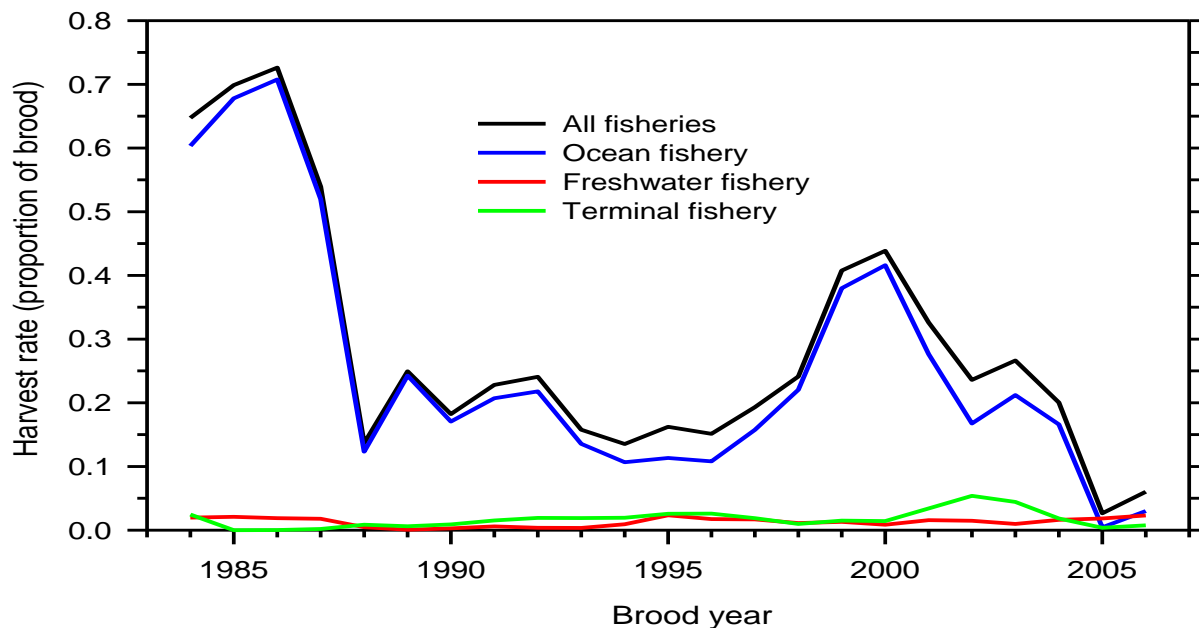 Harvest rate (proportion of brood)
0.8
0.7
0.6
0.5
0.4
0.3
0.2
0.1
0.0
All fisheries
Ocean fishery
Freshwater fishery
Terminal fishery
1985 1990 1995 2000 2005
Brood year